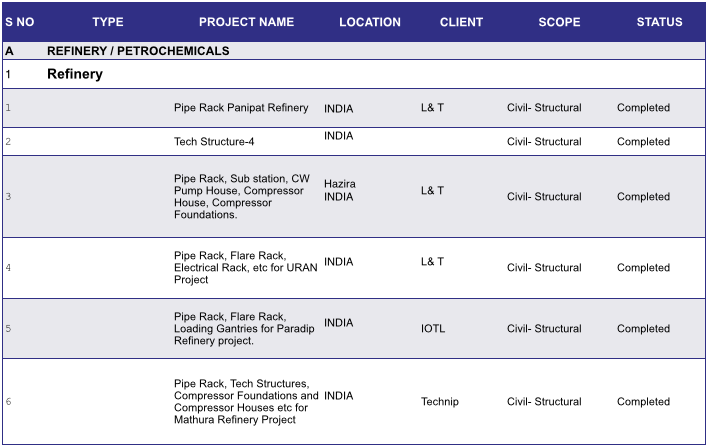 S NO TYPE PROJECT NAME LOCATION CLIENT SCOPE STATUS
A REFINERY / PETROCHEMICALS
1 Refinery
1 Pipe Rack Panipat Refinery INDIA L& T Civil- Structural Completed
2 Tech Structure-4 INDIA Civil- Structural Completed
3 Pipe Rack, Sub station, CW
Pump House, Compressor
House, Compressor
Foundations.
Hazira
INDIA
L& T Civil- Structural Completed
4 Pipe Rack, Flare Rack,
Electrical Rack, etc for URAN
Project
INDIA L& T Civil- Structural Completed
5 Pipe Rack, Flare Rack,
Loading Gantries for Paradip
Refinery project.
INDIA IOTL Civil- Structural Completed
6 Pipe Rack, Tech Structures,
Compressor Foundations and
Compressor Houses etc for
Mathura Refinery Project
INDIA Technip Civil- Structural Completed